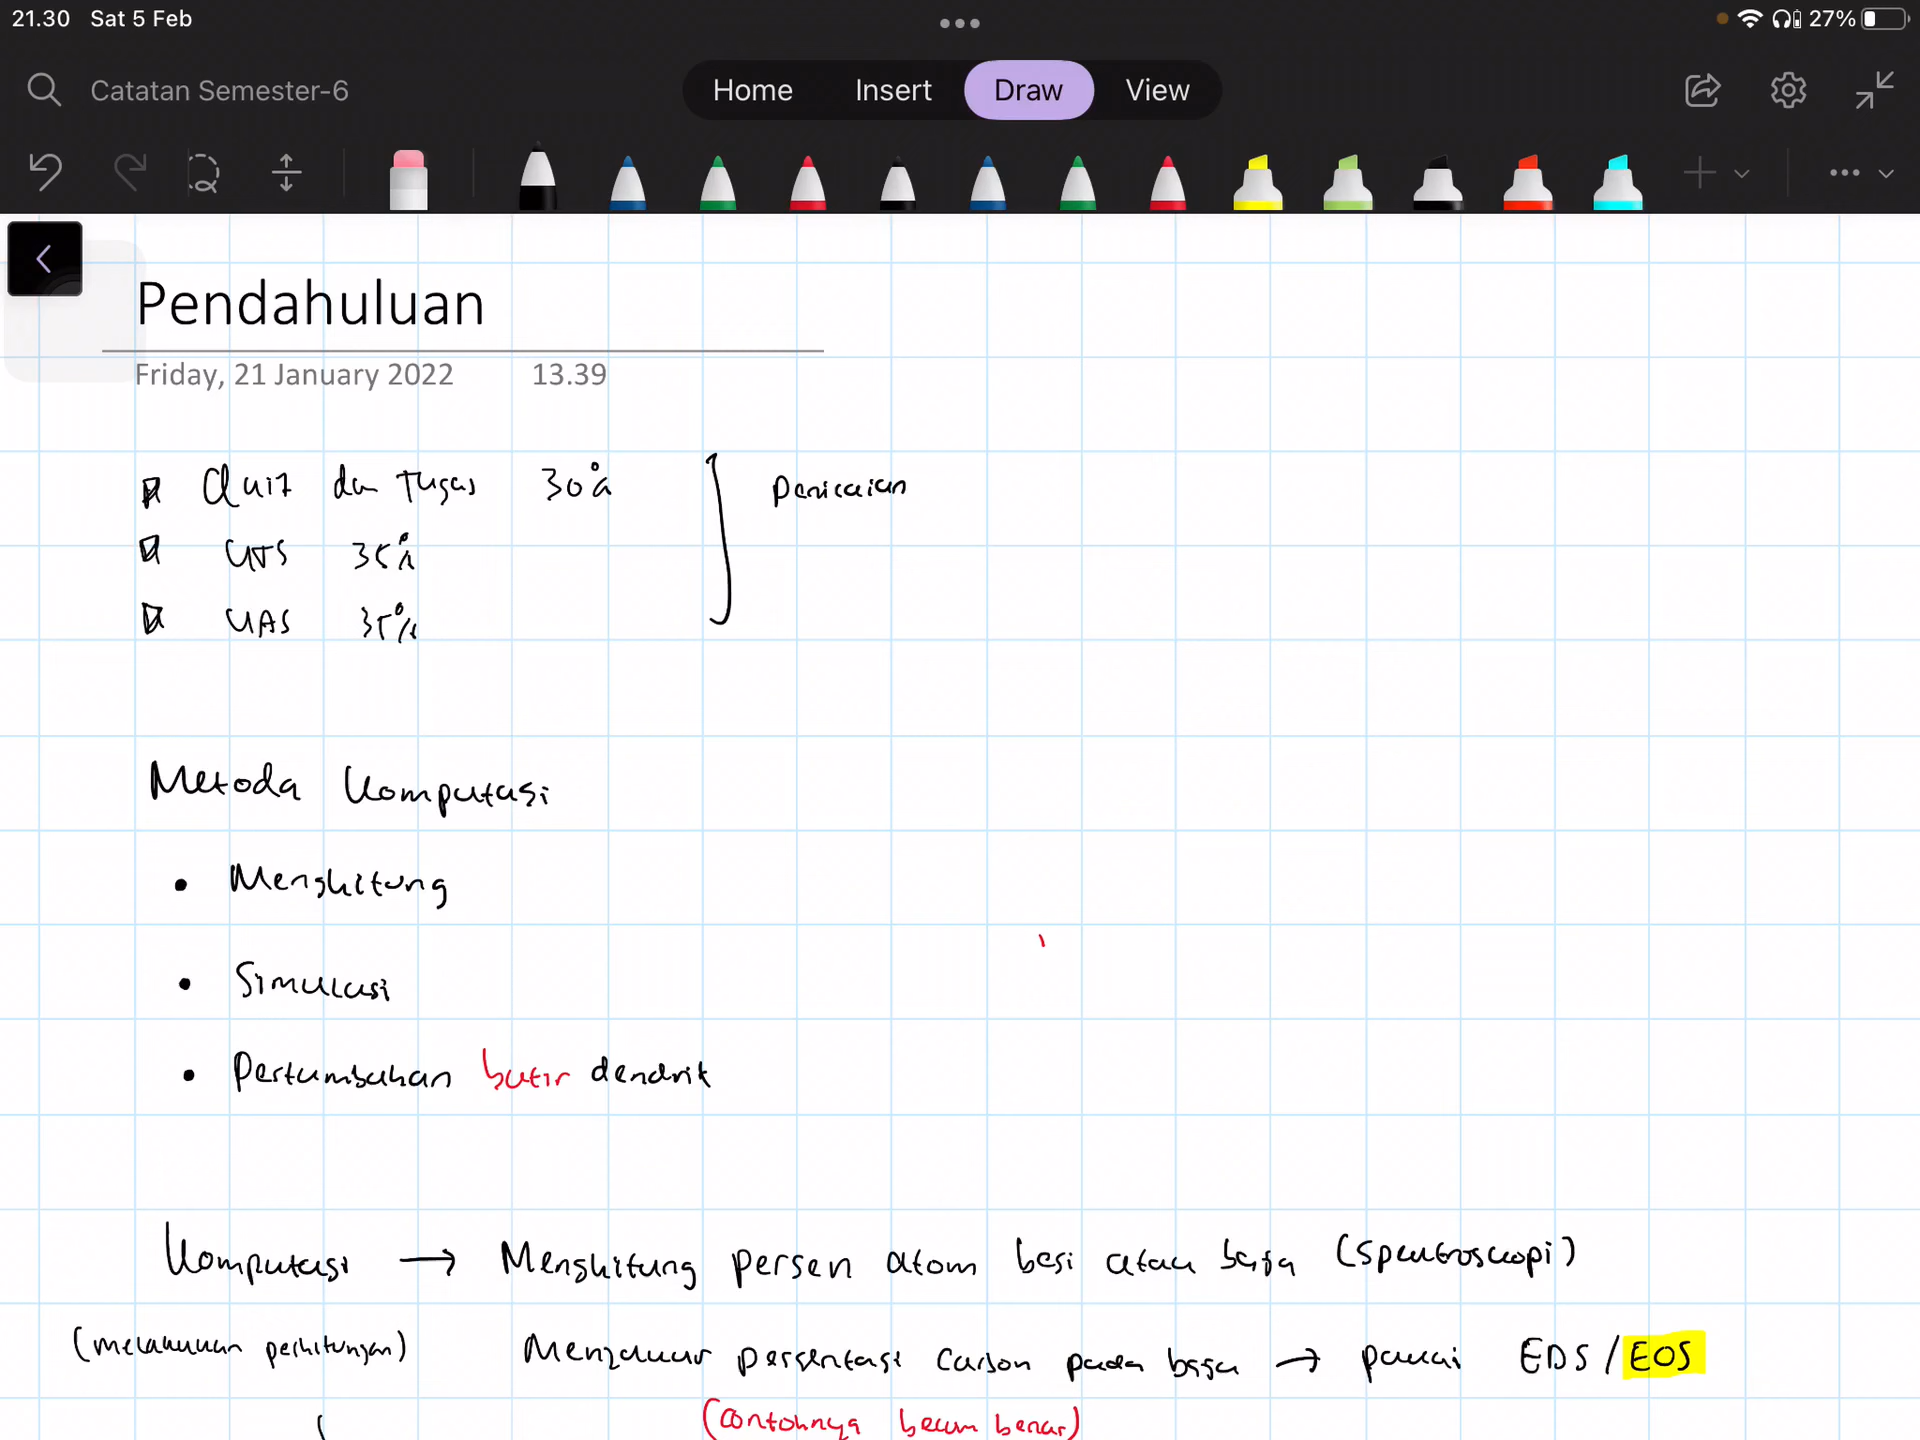 21.30 Sat 5 Feb 27%
Catatan Semester-6 Home Insert Draw View
Pendahuluan
Friday, 21 January 2022 13.39
Quiz dan Tugas 30% Penilaian
UTS 35%
UAS 35%
Metoda Komputasi
• Menghitung
• Simulasi
• Pertumbuhan butir dendrit
Komputasi → Menghitung persen atom besi atau baja (spektroskopi)
(melakukan perhitungan) Mengukur persentasi carbon pada baja → pakai EDS/EOS
(contohnya belum benar)